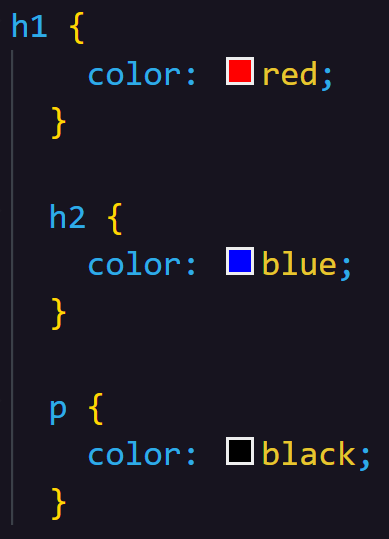 h1 {
    color: red;
  }

  h2 {
    color: blue;
  }

  p {
    color: black;
  }